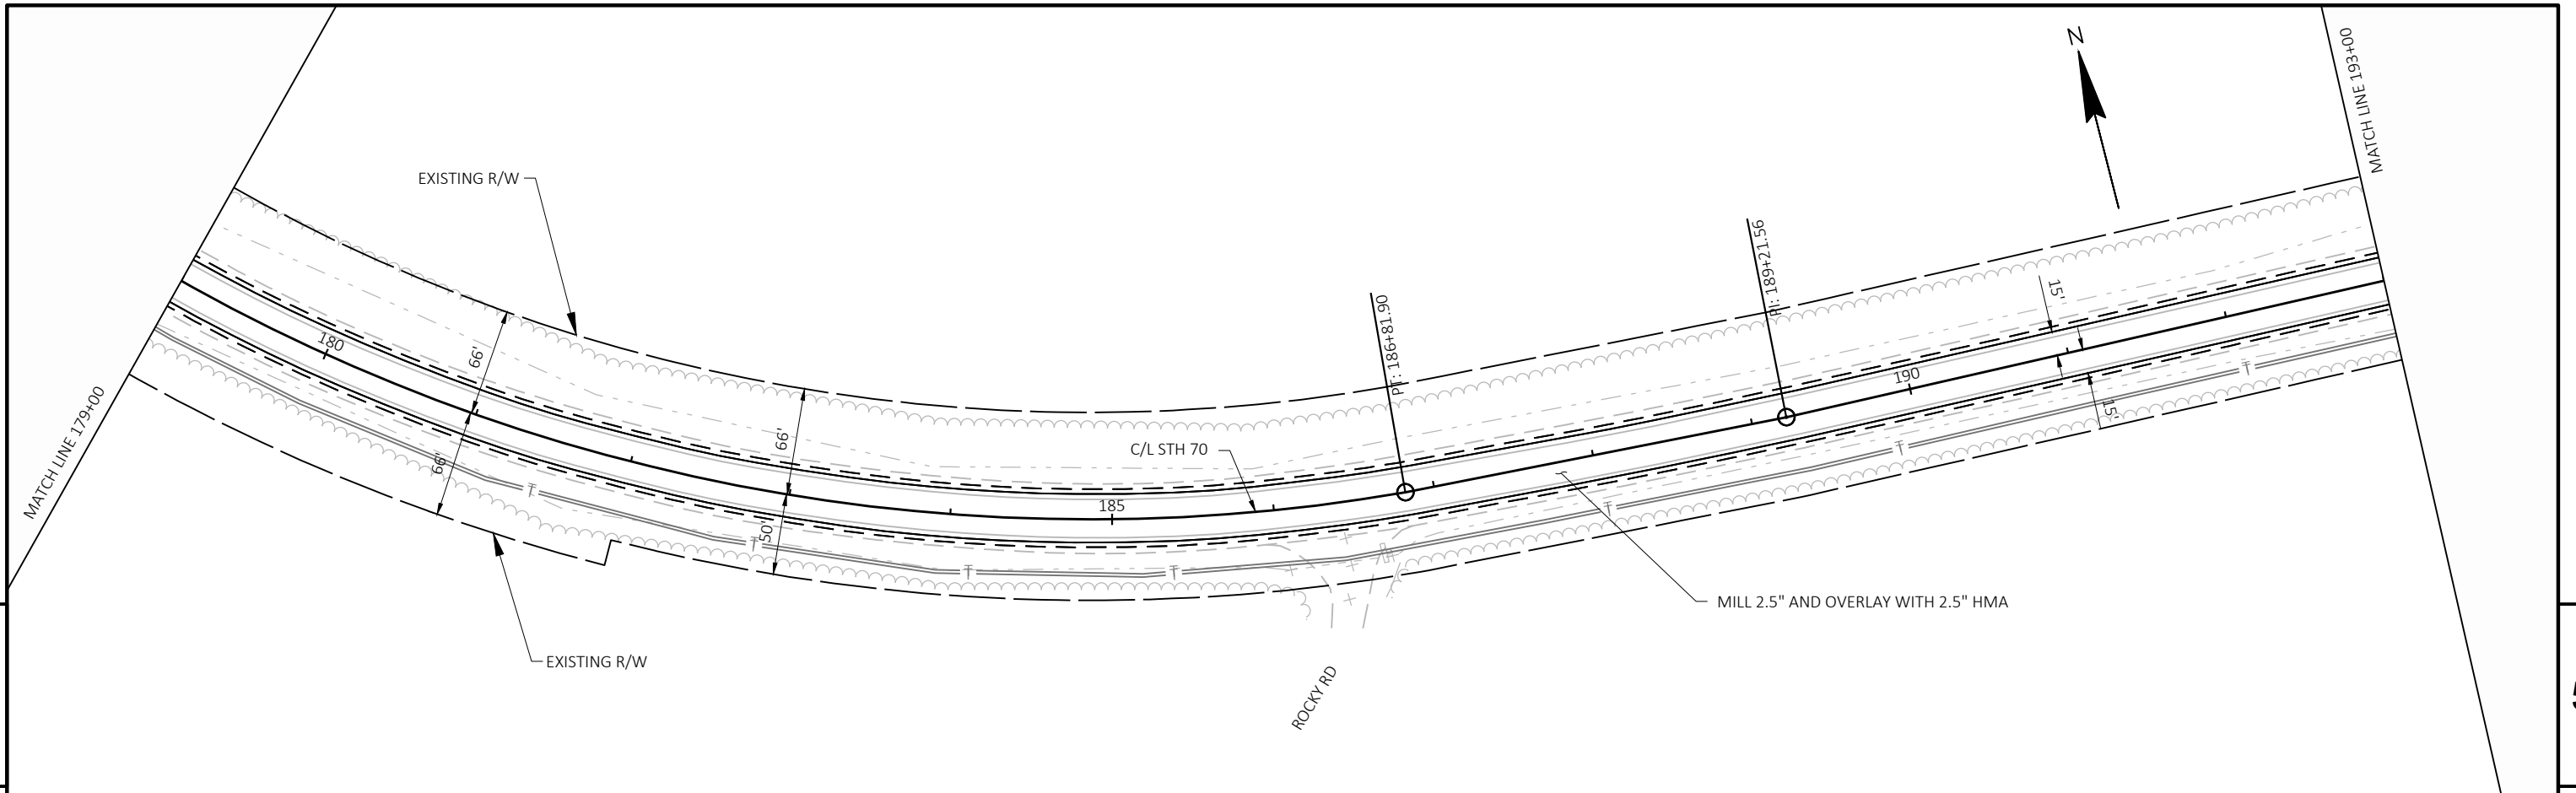 N
MATCH LINE 193+00
EXISTING R/W
PI: 189+21.56
15'
PT: 186+81.90
180
66'
190
MATCH LINE 179+00
15'
66'
C/L STH 70
66'
185
T
T
T
T
50'
T
T
T
MILL 2.5" AND OVERLAY WITH 2.5" HMA
EXISTING R/W
ROCKY RD